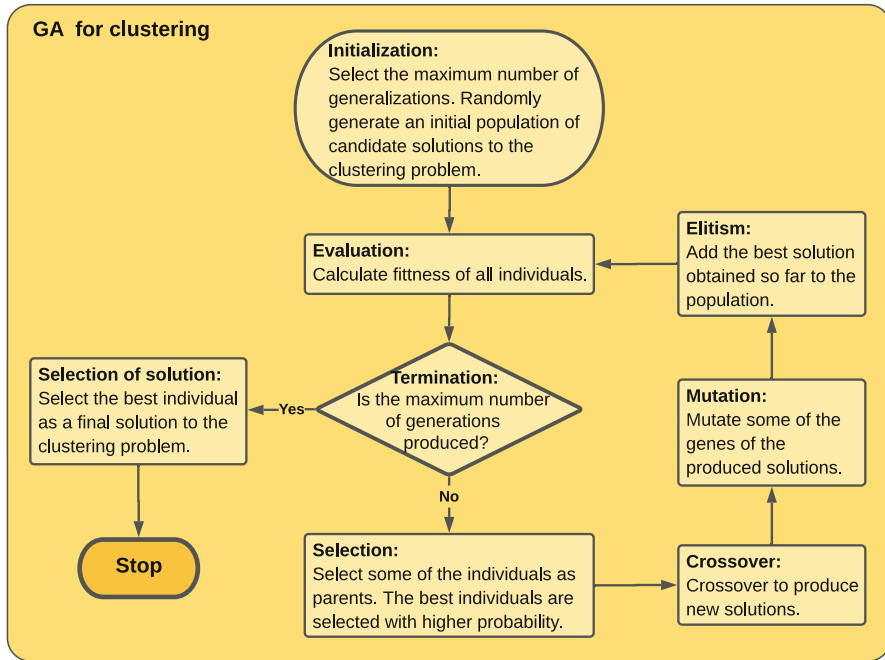 GA for clustering
Initialization:
Select the maximum number of
generalizations. Randomly
generate an initial population of
candidate solutions to the
clustering problem.
Evaluation:
Calculate fittness of all individuals.
Elitism:
Add the best solution
obtained so far to the
population.
Selection of solution:
Select the best individual
as a final solution to the
clustering problem.
Yes
Termination:
Is the maximum number
of generations
produced?
Mutation:
Mutate some of the
genes of the
produced solutions.
No
Stop
Selection:
Select some of the individuals as
parents. The best individuals are
selected with higher probability.
Crossover:
Crossover to produce
new solutions.